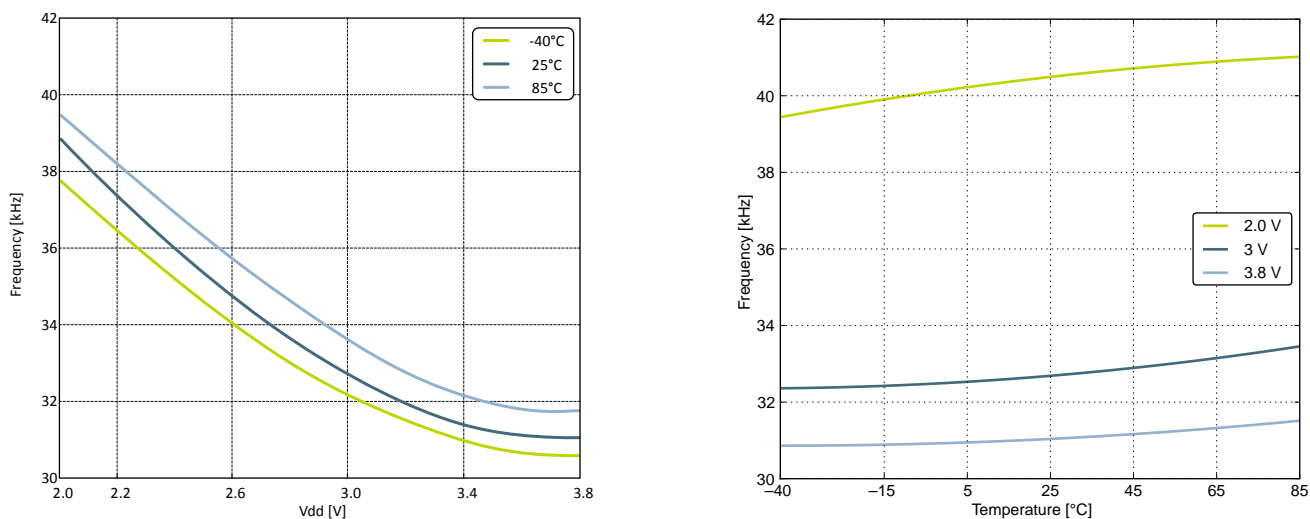 42
40
38
36
34
32
30
Frequency [kHz]
2.0 2.2 2.6 3.0 3.4 3.8
Vdd [V]
-40°C
25°C
85°C
42
40
38
36
34
32
30
Frequency [kHz]
–40 –15 5 25 45 65 85
Temperature [°C]
2.0 V
3 V
3.8 V